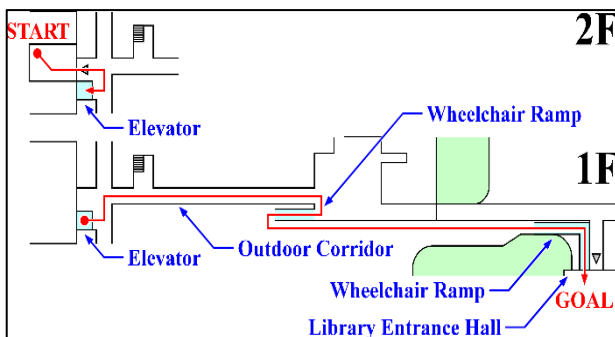 START
2F
Elevator
Wheelchair Ramp
1F
Elevator
Outdoor Corridor
Wheelchair Ramp
GOAL
Library Entrance Hall